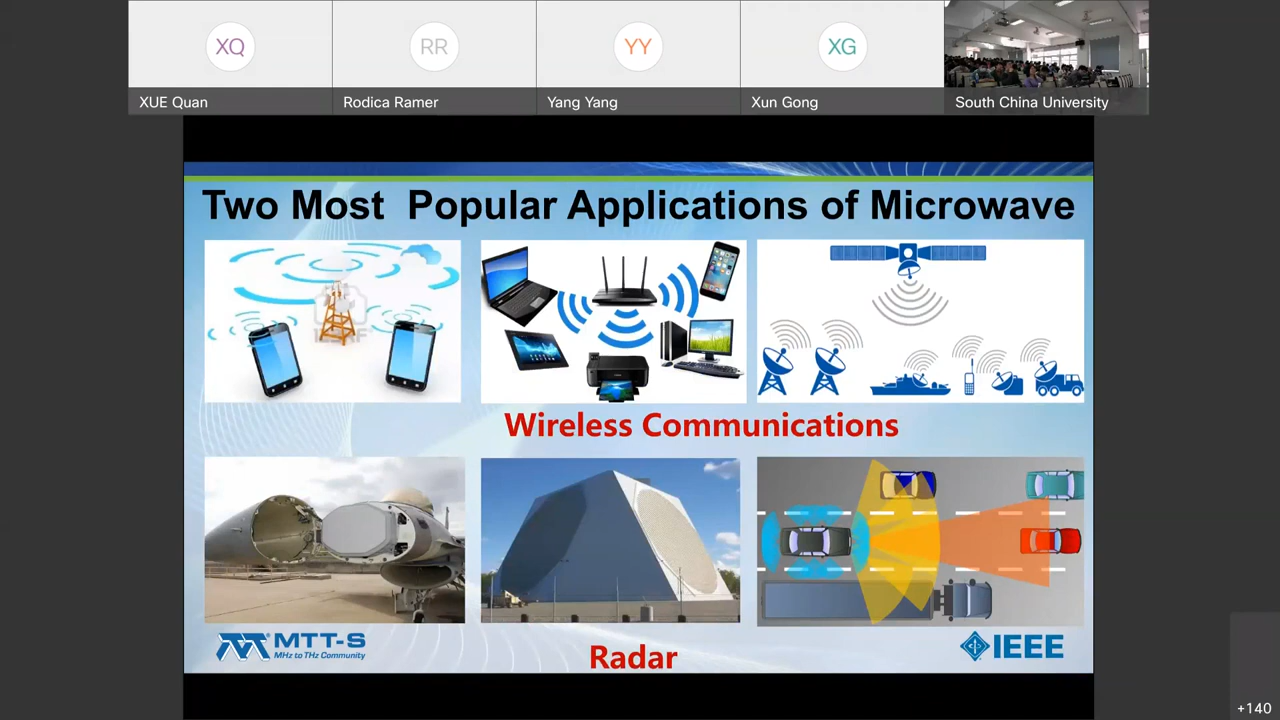 XQ
RR
YY
XG
XUE Quan
Rodica Ramer
Yang Yang
Xun Gong
South China University
Two Most Popular Applications of Microwave
Wireless Communications
MTT-S
MHz to THz Community
Radar
IEEE
+140